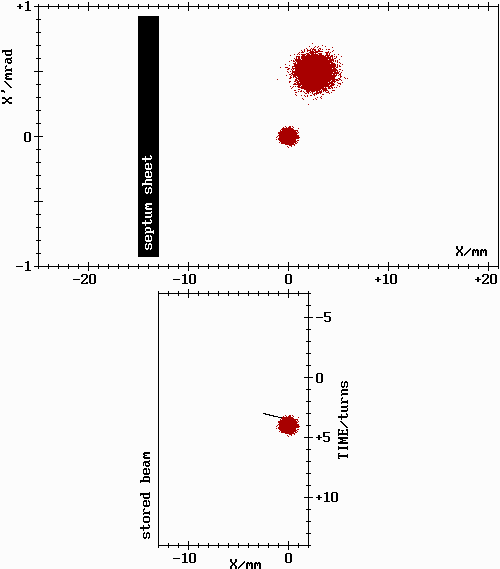 +1
X'/mrad
0
septum sheet
X/mm
-1
-20
-10
0
+10
+20
-5
0
TIME/turns
+5
stored beam
+10
-10
0
X/mm